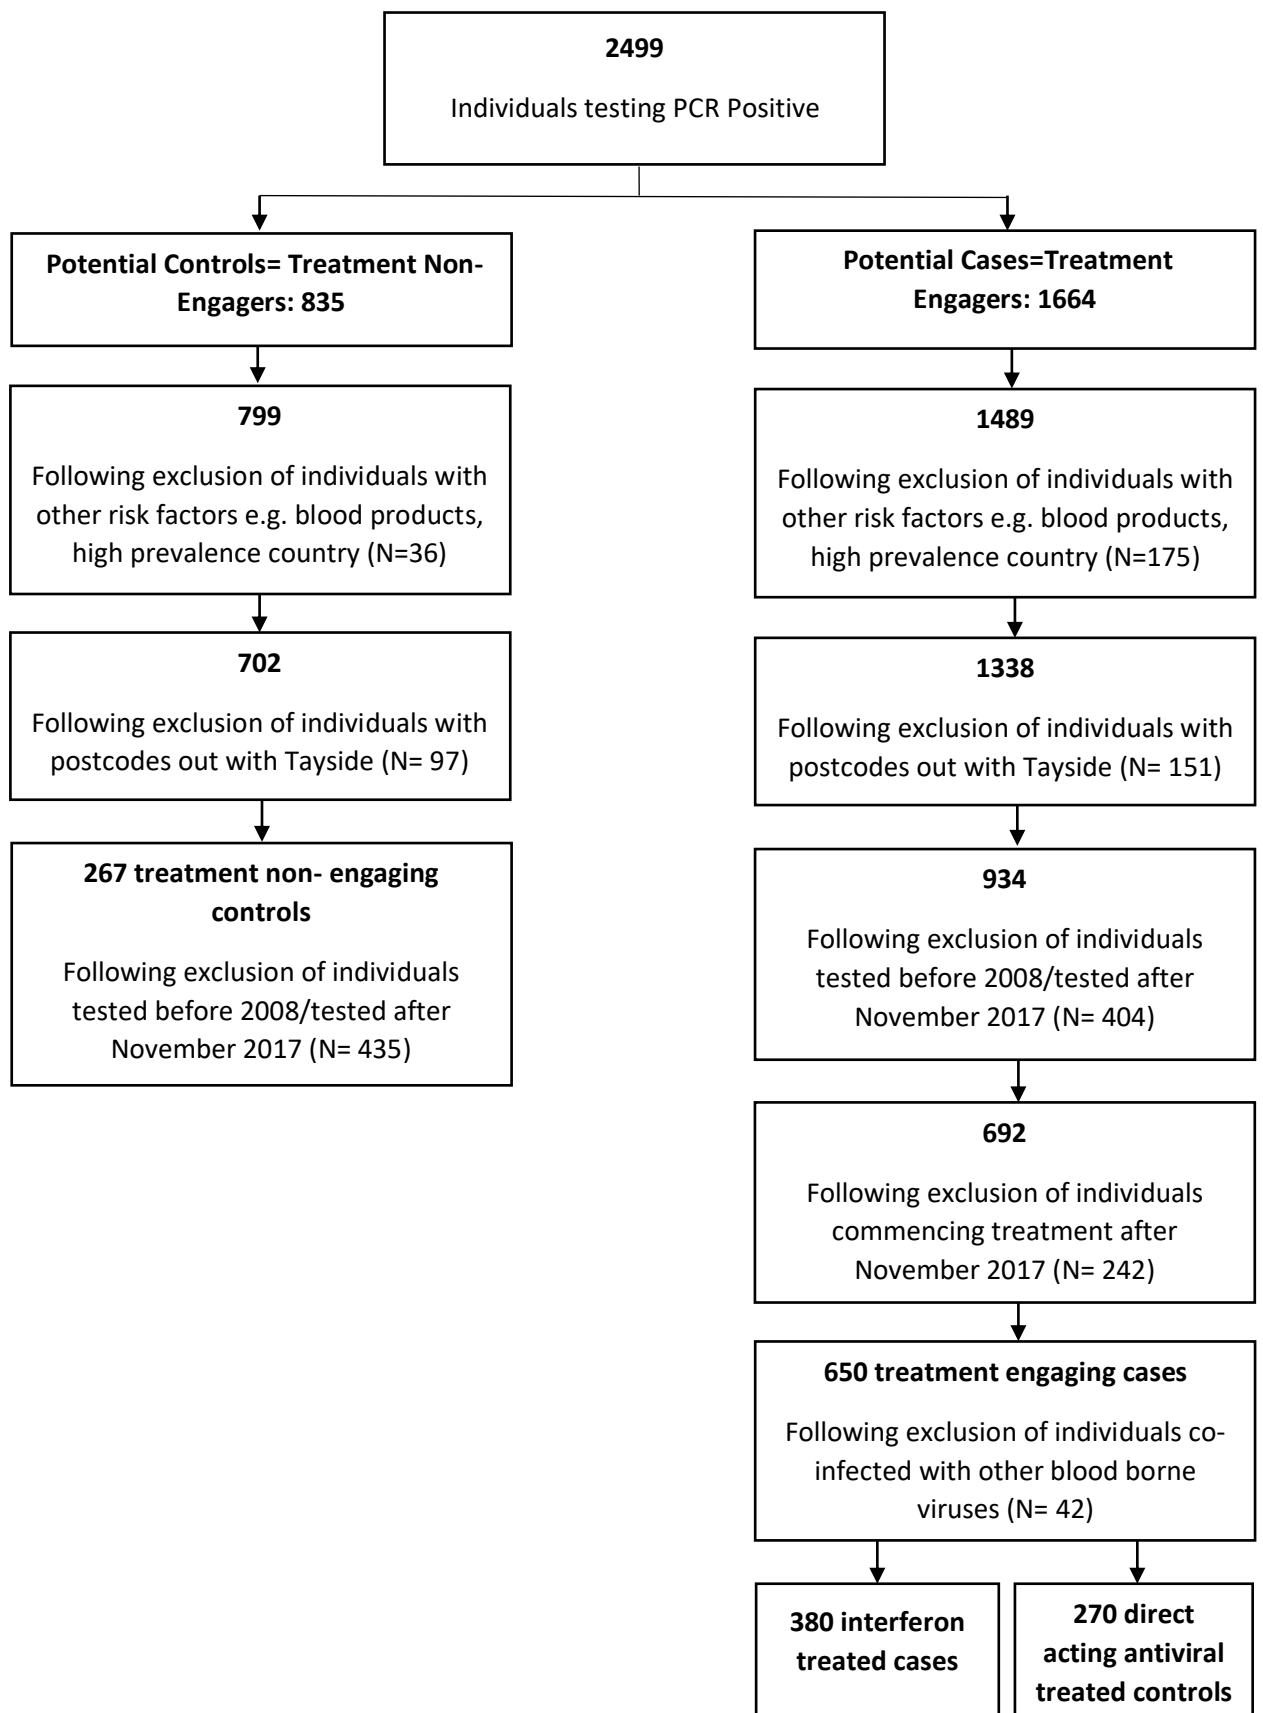 2499
Individuals testing PCR Positive
Potential Controls= Treatment Non-
Engagers: 835
799
Following exclusion of individuals with
other risk factors e.g. blood products,
high prevalence country (N=36)
702
Following exclusion of individuals with
postcodes out with Tayside (N= 97)
267 treatment non- engaging
controls
Following exclusion of individuals
tested before 2008/tested after
November 2017 (N= 435)
Potential Cases=Treatment
Engagers: 1664
1489
Following exclusion of individuals with
other risk factors e.g. blood products,
high prevalence country (N=175)
1338
Following exclusion of individuals with
postcodes out with Tayside (N= 151)
934
Following exclusion of individuals
tested before 2008/tested after
November 2017 (N= 404)
692
Following exclusion of individuals
commencing treatment after
November 2017 (N= 242)
650 treatment engaging cases
Following exclusion of individuals co-
infected with other blood borne
viruses (N= 42)
380 interferon
treated cases
270 direct
acting antiviral
treated controls